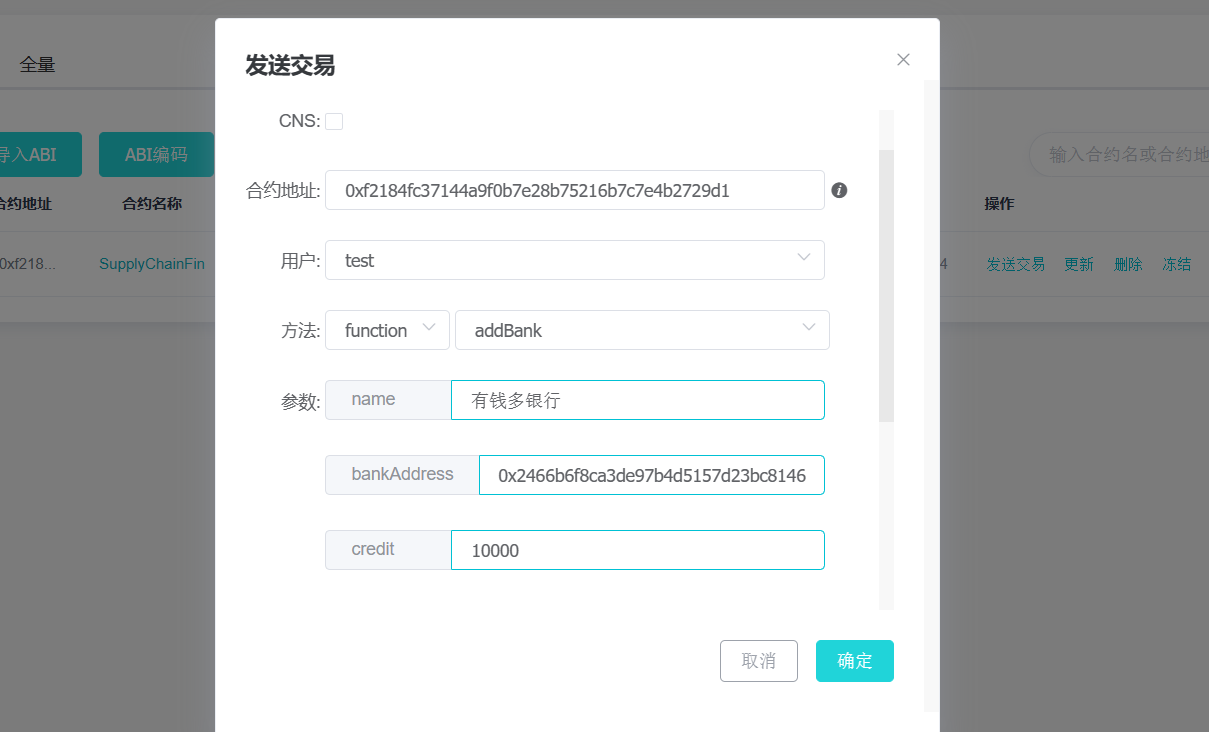 全量
发送交易
CNS:
导入ABI
ABI编码
输入合约名或合约地
合约地址: 0xf2184fc37144a9f0b7e28b75216b7c7e4b2729d1
合约地址
合约名称
操作
用户: test
0xf218...
SupplyChainFin
4
发送交易 更新 删除 冻结
方法: function addBank
参数: name 有钱多银行
bankAddress 0x2466b6f8ca3de97b4d5157d23bc8146
credit 10000
取消 确定